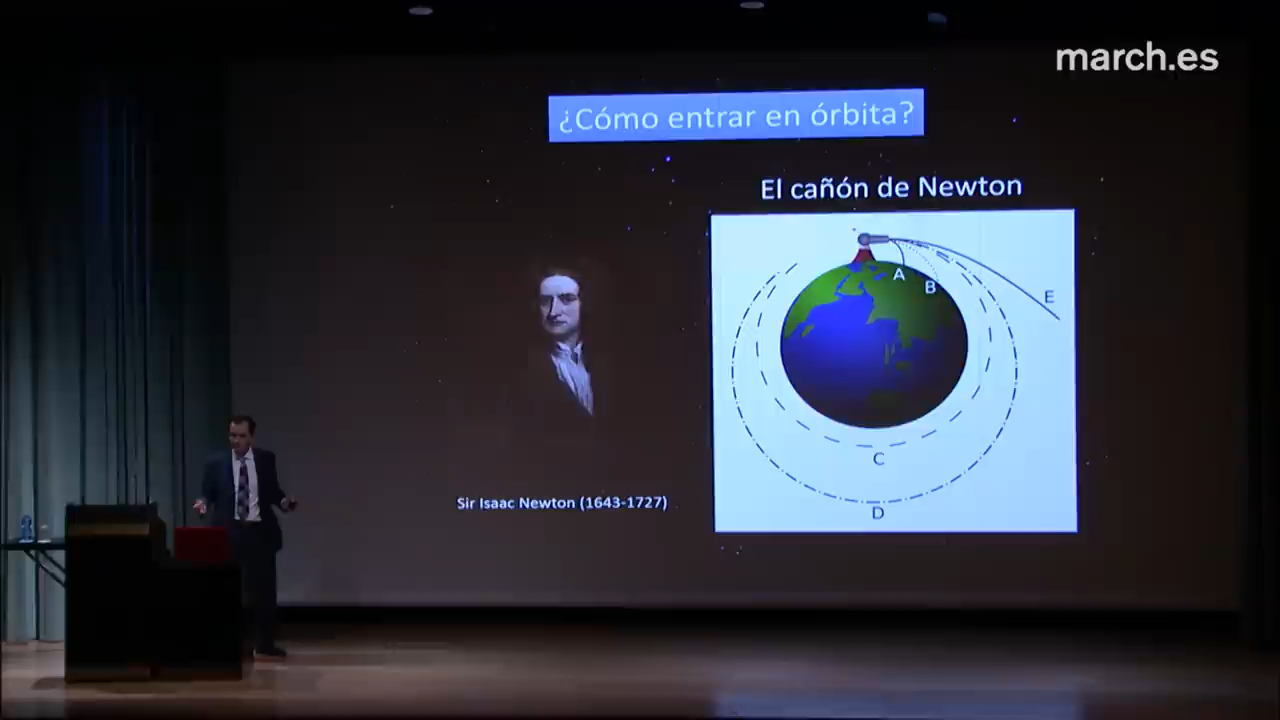 march.es
¿Cómo entrar en órbita?
El cañón de Newton
A
B
E
C
D
Sir Isaac Newton (1643-1727)